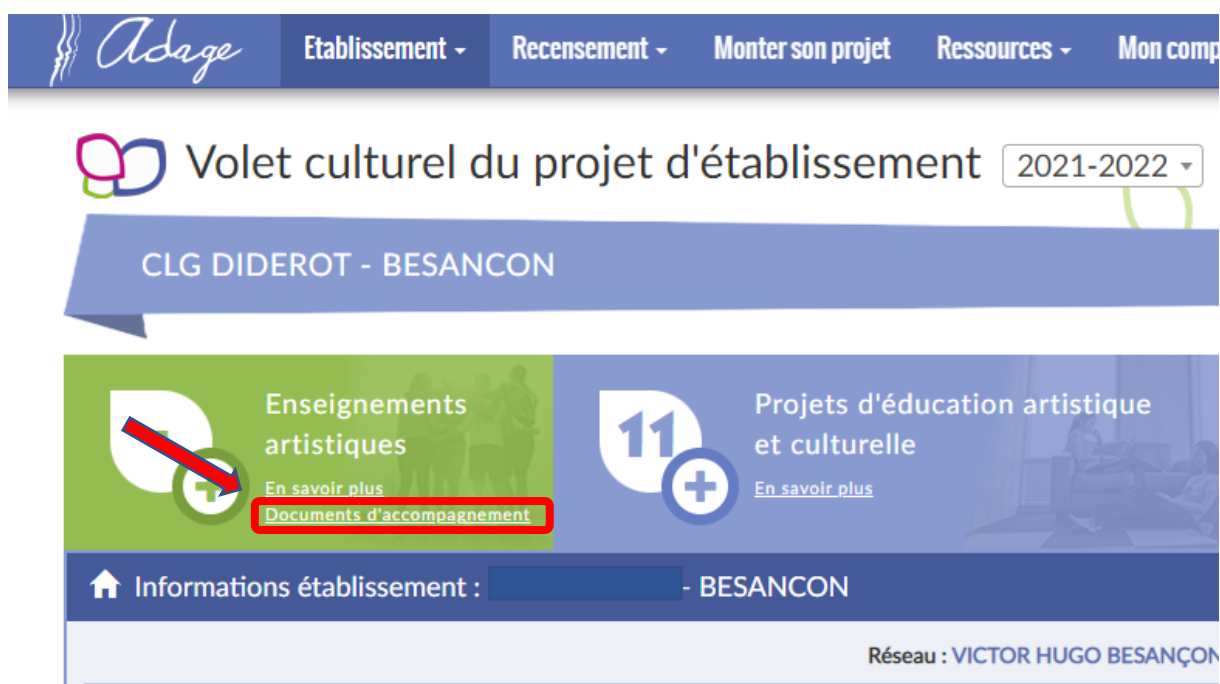 Adage Etablissement Recensement Monter son projet Ressources Mon comp
Volet culturel du projet d'établissement 2021-2022
CLG DIDEROT - BESANCON
Enseignements
artistiques
En savoir plus
Documents d'accompagnement
11
Projets d'éducation artistique
et culturelle
En savoir plus
Informations établissement : - BESANCON
Réseau : VICTOR HUGO BESANÇON